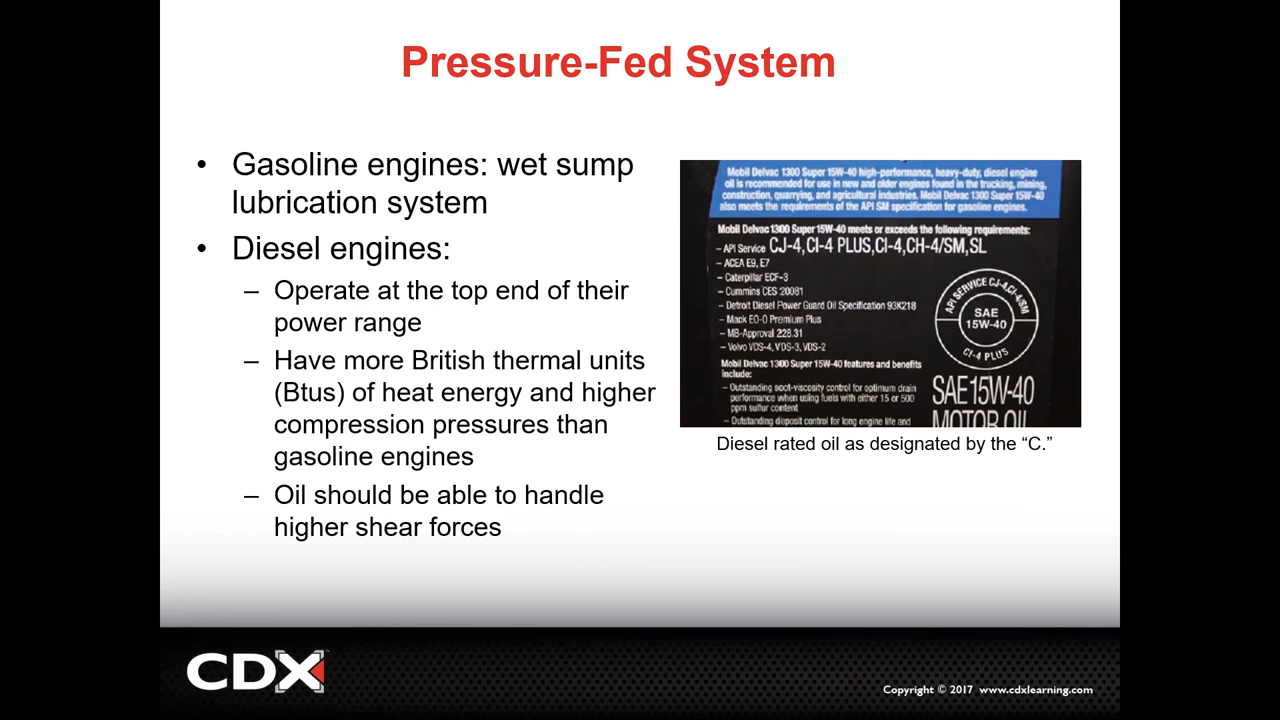 Pressure-Fed System
• Gasoline engines: wet sump
lubrication system
• Diesel engines:
– Operate at the top end of their
power range
– Have more British thermal units
(Btus) of heat energy and higher
compression pressures than
gasoline engines
– Oil should be able to handle
higher shear forces
Mobil Delvac 1300 Super 15W-40 high-performance, heavy-duty, diesel engine
oil is recommended for use in new and older engines found in the trucking, mining,
construction, quarrying, and agricultural industries. Mobil Delvac 1300 Super 15W-40
also meets the requirements of the API SM specification for gasoline engines.
Mobil Delvac 1300 Super 15W-40 meets or exceeds the following requirements:
– API Service CJ-4, CI-4 PLUS, CI-4, CH-4/SM, SL
– ACEA E9, E7
– Caterpillar ECF-3
– Cummins CES 20081
– Detroit Diesel Power Guard Oil Specification 93K218
– Mack EO-O Premium Plus
– MB-Approval 228.31
– Volvo VDS-4, VDS-3, VDS-2
Mobil Delvac 1300 Super 15W-40 features and benefits
include:
– Outstanding soot-viscosity control for optimum drain
performance when using fuels with either 15 or 500
ppm sulfur content
– Outstanding deposit control for long engine life and
API SERVICE CJ-4, CI-4/SM
SAE
15W-40
CI-4 PLUS
SAE 15W-40
MOTOR OIL
Diesel rated oil as designated by the “C.”
CDX
Copyright © 2017 www.cdxlearning.com